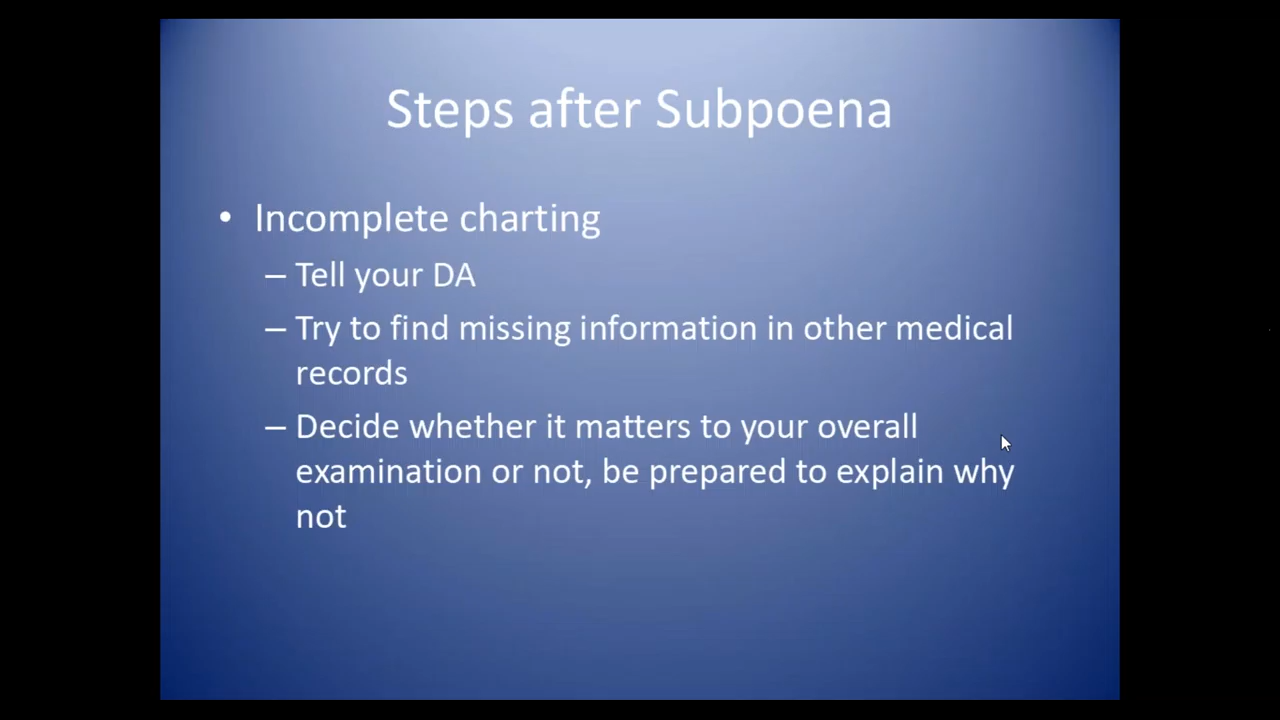 Steps after Subpoena
• Incomplete charting
– Tell your DA
– Try to find missing information in other medical
records
– Decide whether it matters to your overall
examination or not, be prepared to explain why
not